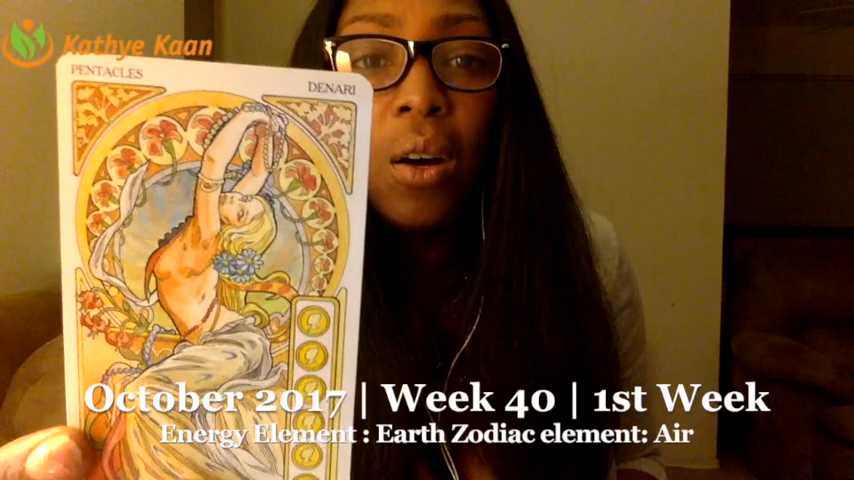 Kathye Kaan
PENTACLES
DENARI
October 2017 | Week 40 | 1st Week
Energy Element : Earth Zodiac element: Air